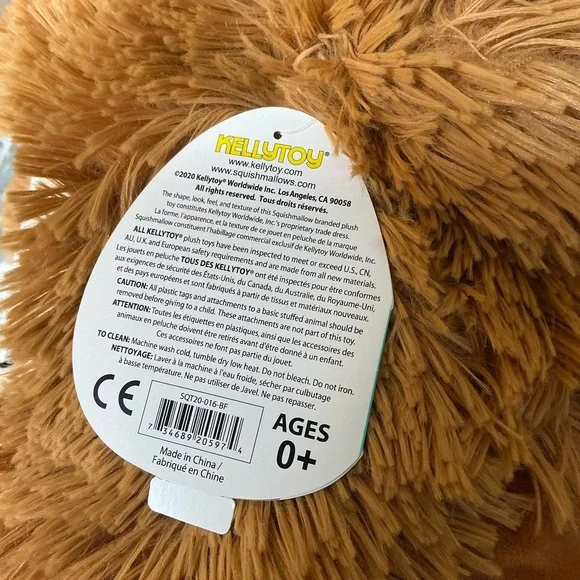 KELLYTOY®
www.kellytoy.com
www.squishmallows.com
©2020 Kellytoy® Worldwide Inc. Los Angeles, CA 90058
All rights reserved. Tous droits réservés.
The shape, look, feel, and texture of this Squishmallow branded plush
toy constitutes Kellytoy Worldwide, Inc.'s proprietary trade dress.
La forme, l'apparence, et la texture de ce jouet en peluche de la marque
Squishmallow constituent l'habillage commercial exclusif de Kellytoy Worldwide, Inc.
ALL KELLYTOY® plush toys have been inspected to meet or exceed U.S., CN,
AU, U.K. and European safety requirements and are made from all new materials.
Les jouets en peluche TOUS DES KELLYTOY® ont été inspectés pour être conformes
aux exigences de sécurité des États-Unis, du Canada, du Australie, du Royaume-Uni,
et des pays européens et sont fabriqués à partir de tissus et matériaux nouveaux.
CAUTION: All plastic tags and attachments to a basic stuffed animal should be
removed before giving to a child. These attachments are not part of this toy.
ATTENTION: Toutes les étiquettes en plastiques, ainsi que les accessoires des
animaux en peluche doivent être retirés avant d'être donné à un enfant.
Ces accessoires ne font pas partie du jouet.
TO CLEAN: Machine wash cold, tumble dry low heat. Do not bleach. Do not iron.
NETTOYAGE: Laver à la machine à l'eau froide, sécher par culbutage
à basse température. Ne pas utiliser de Javel. Ne pas repasser.
CE
SQT20-016-BF
7 34689 20597 4
AGES
0+
Made in China /
Fabriqué en Chine